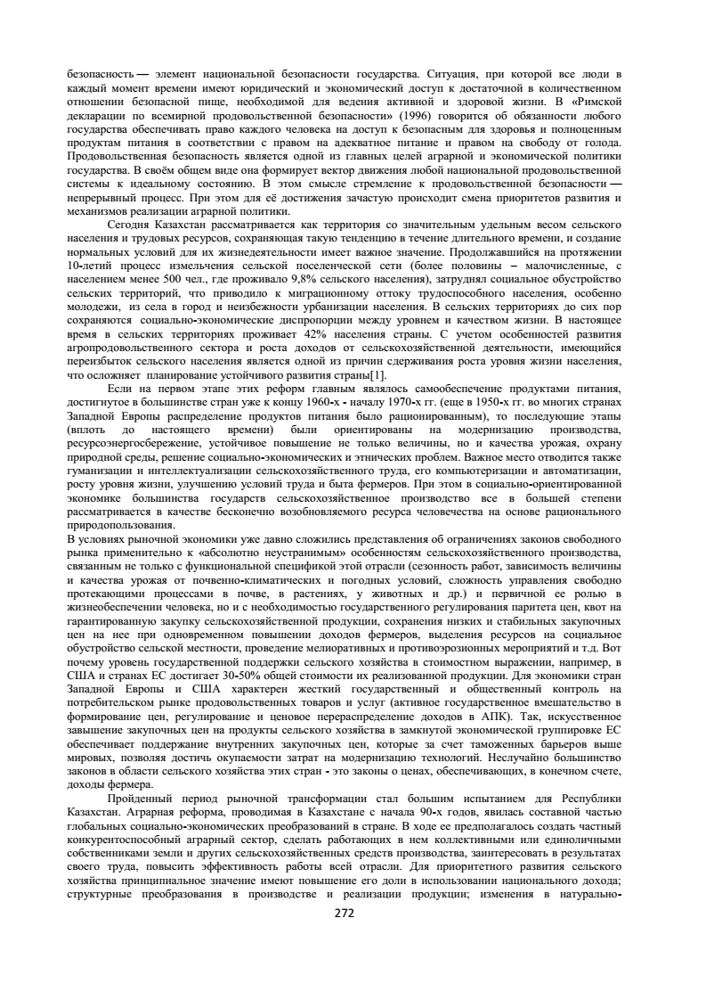 безопасность — элемент национальной безопасности государства. Ситуация, при которой все люди в
каждый момент времени имеют юридический и экономический доступ к достаточной в количественном
отношении безопасной пище, необходимой для ведения активной и здоровой жизни. В «Римской
декларации по всемирной продовольственной безопасности» (1996) говорится об обязанности любого
государства обеспечивать право каждого человека на доступ к безопасным для здоровья и полноценным
продуктам питания в соответствии с правом на адекватное питание и правом на свободу от голода.
Продовольственная безопасность является одной из главных целей аграрной и экономической политики
государства. В своём общем виде она формирует вектор движения любой национальной продовольственной
системы к идеальному состоянию. В этом смысле стремление к продовольственной безопасности —
непрерывный процесс. При этом для её достижения зачастую происходит смена приоритетов развития и
механизмов реализации аграрной политики.
Сегодня Казахстан рассматривается как территория со значительным удельным весом сельского
населения и трудовых ресурсов, сохраняющая такую тенденцию в течение длительного времени, и создание
нормальных условий для их жизнедеятельности имеет важное значение. Продолжавшийся на протяжении
10-летий процесс измельчения сельской поселенческой сети (более половины – малочисленные, с
населением менее 500 чел., где проживало 9,8% сельского населения), затруднял социальное обустройство
сельских территорий, что приводило к миграционному оттоку трудоспособного населения, особенно
молодежи, из села в город и неизбежности урбанизации населения. В сельских территориях до сих пор
сохраняются социально-экономические диспропорции между уровнем и качеством жизни. В настоящее
время в сельских территориях проживает 42% населения страны. С учетом особенностей развития
агропродовольственного сектора и роста доходов от сельскохозяйственной деятельности, имеющийся
переизбыток сельского населения является одной из причин сдерживания роста уровня жизни населения,
что осложняет планирование устойчивого развития страны[1].
Если на первом этапе этих реформ главным являлось самообеспечение продуктами питания,
достигнутое в большинстве стран уже к концу 1960-х - началу 1970-х гг. (еще в 1950-х гг. во многих странах
Западной Европы распределение продуктов питания было рационированным), то последующие этапы
(вплоть до настоящего времени) были ориентированы на модернизацию производства,
ресурсоэнергосбережение, устойчивое повышение не только величины, но и качества урожая, охрану
природной среды, решение социально-экономических и этнических проблем. Важное место отводится также
гуманизации и интеллектуализации сельскохозяйственного труда, его компьютеризации и автоматизации,
росту уровня жизни, улучшению условий труда и быта фермеров. При этом в социально-ориентированной
экономике большинства государств сельскохозяйственное производство все в большей степени
рассматривается в качестве бесконечно возобновляемого ресурса человечества на основе рационального
природопользования.
В условиях рыночной экономики уже давно сложились представления об ограничениях законов свободного
рынка применительно к «абсолютно неустранимым» особенностям сельскохозяйственного производства,
связанным не только с функциональной спецификой этой отрасли (сезонность работ, зависимость величины
и качества урожая от почвенно-климатических и погодных условий, сложность управления свободно
протекающими процессами в почве, в растениях, у животных и др.) и первичной ее ролью в
жизнеобеспечении человека, но и с необходимостью государственного регулирования паритета цен, квот на
гарантированную закупку сельскохозяйственной продукции, сохранения низких и стабильных закупочных
цен на нее при одновременном повышении доходов фермеров, выделения ресурсов на социальное
обустройство сельской местности, проведение мелиоративных и противоэрозионных мероприятий и т.д. Вот
почему уровень государственной поддержки сельского хозяйства в стоимостном выражении, например, в
США и странах ЕС достигает 30-50% общей стоимости их реализованной продукции. Для экономики стран
Западной Европы и США характерен жесткий государственный и общественный контроль на
потребительском рынке продовольственных товаров и услуг (активное государственное вмешательство в
формирование цен, регулирование и ценовое перераспределение доходов в АПК). Так, искусственное
завышение закупочных цен на продукты сельского хозяйства в замкнутой экономической группировке ЕС
обеспечивает поддержание внутренних закупочных цен, которые за счет таможенных барьеров выше
мировых, позволяя достичь окупаемости затрат на модернизацию технологий. Неслучайно большинство
законов в области сельского хозяйства этих стран - это законы о ценах, обеспечивающих, в конечном счете,
доходы фермера.
Пройденный период рыночной трансформации стал большим испытанием для Республики
Казахстан. Аграрная реформа, проводимая в Казахстане с начала 90-х годов, явилась составной частью
глобальных социально-экономических преобразований в стране. В ходе ее предполагалось создать частный
конкурентоспособный аграрный сектор, сделать работающих в нем коллективными или единоличными
собственниками земли и других сельскохозяйственных средств производства, заинтересовать в результатах
своего труда, повысить эффективность работы всей отрасли. Для приоритетного развития сельского
хозяйства принципиальное значение имеют повышение его доли в использовании национального дохода;
структурные преобразования в производстве и реализации продукции; изменения в натурально-
272